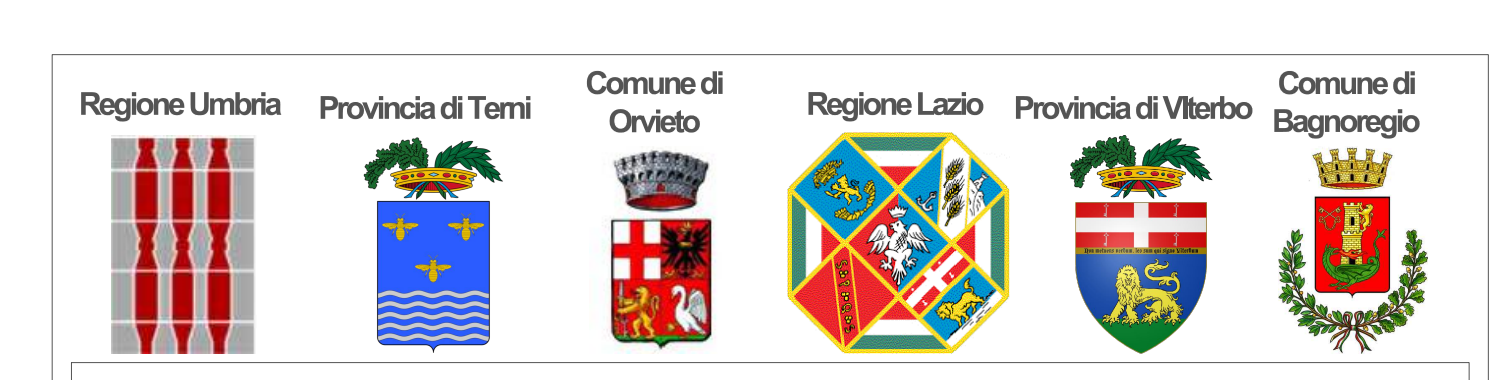 Regione Umbria
Provincia di Terni
Comune di
Orvieto
Regione Lazio
Provincia di VIterbo
Comune di
Bagnoregio